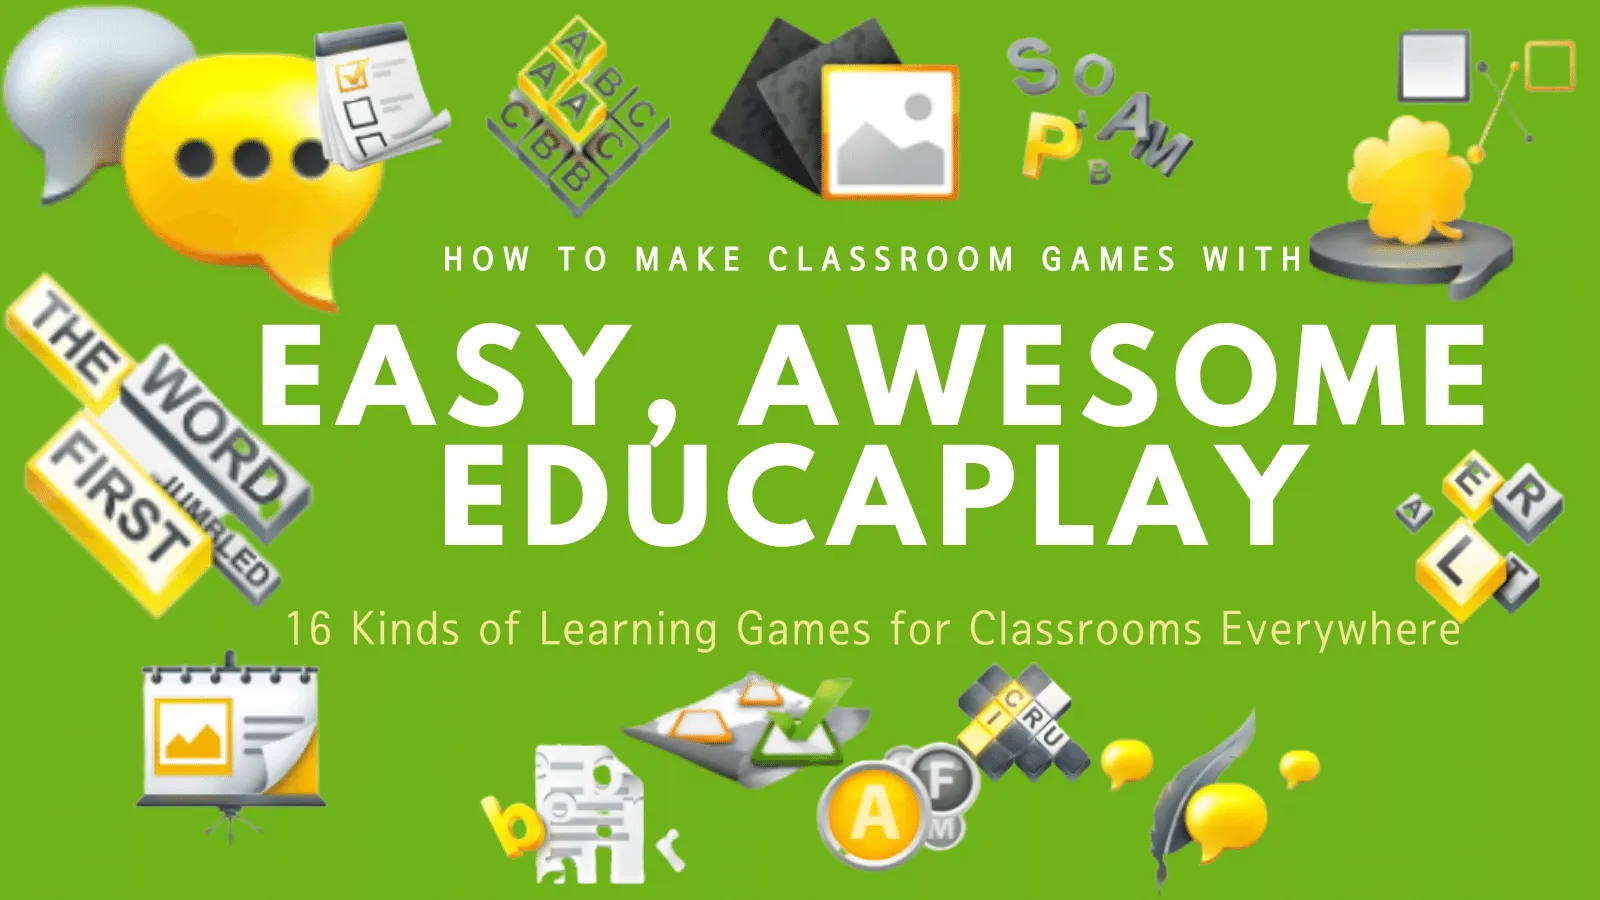 A
A B
A A C
C B C
B B
S O A M
P B
HOW TO MAKE CLASSROOM GAMES WITH
THE WORD
FIRST JUMBLED
EASY, AWESOME
EDUCAPLAY
E R
A L T
16 Kinds of Learning Games for Classrooms Everywhere
C R U
I
b r
A F
M